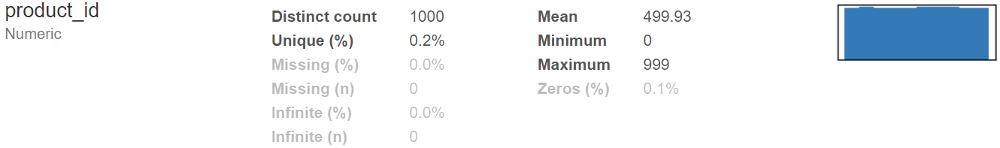 product_id
Numeric
Distinct count 1000
Unique (%) 0.2%
Missing (%) 0.0%
Missing (n) 0
Infinite (%) 0.0%
Infinite (n) 0
Mean 499.93
Minimum 0
Maximum 999
Zeros (%) 0.1%